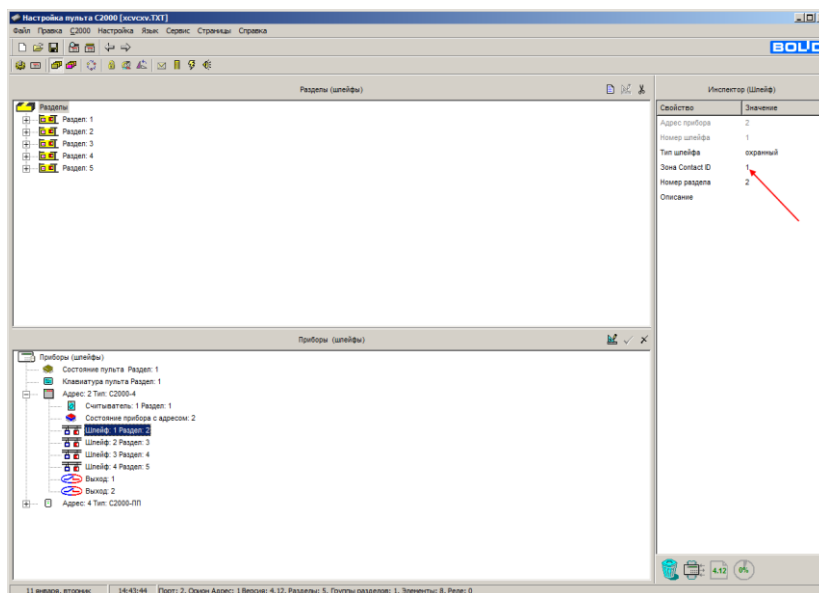 Настройка пульта C2000 [xcvcxv.TXT]
Файл Правка C2000 Настройка Язык Сервис Страницы Справка
Разделы (шлейфы)
Разделы
Раздел: 1
Раздел: 2
Раздел: 3
Раздел: 4
Раздел: 5
Приборы (шлейфы)
Приборы (шлейфы)
Состояние пульта Раздел: 1
Клавиатура пульта Раздел: 1
Адрес: 2 Тип: С2000-4
Считыватель: 1 Раздел: 1
Состояние прибора с адресом: 2
Шлейф: 1 Раздел: 2
Шлейф: 2 Раздел: 3
Шлейф: 3 Раздел: 4
Шлейф: 4 Раздел: 5
Выход: 1
Выход: 2
Адрес: 4 Тип: С2000-ПП
Инспектор (Шлейф)
Свойство Значение
Адрес прибора 2
Номер шлейфа 1
Тип шлейфа охранный
Зона Contact ID 1
Номер раздела 2
Описание
4.12 0%
11 января, вторник 14:43:44 Порт: 2, Орион Адрес: 1 Версия: 4.12, Разделы: 5, Группы разделов: 1, Элементы: 8, Реле: 0